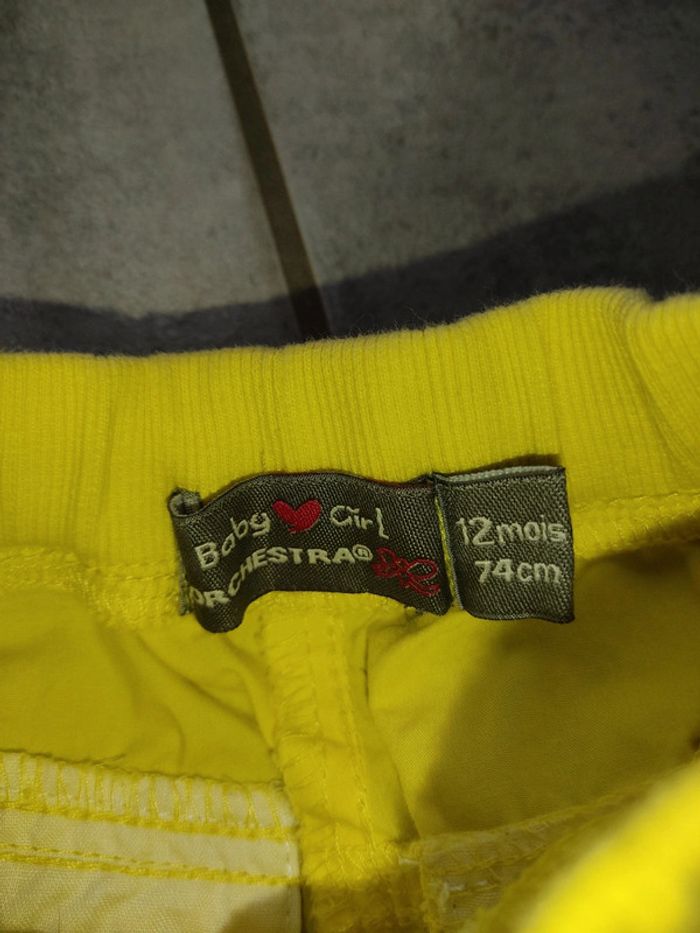 Baby Girl
ORCHESTRA®
12mois
74cm